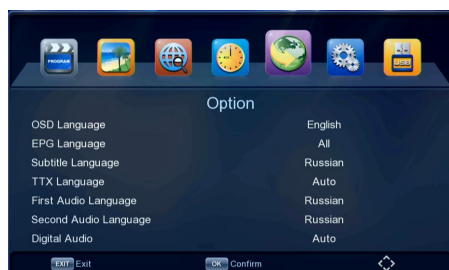 PROGRAM
USB
Option
OSD Language English
EPG Language All
Subtitle Language Russian
TTX Language Auto
First Audio Language Russian
Second Audio Language Russian
Digital Audio Auto
EXIT Exit OK Confirm